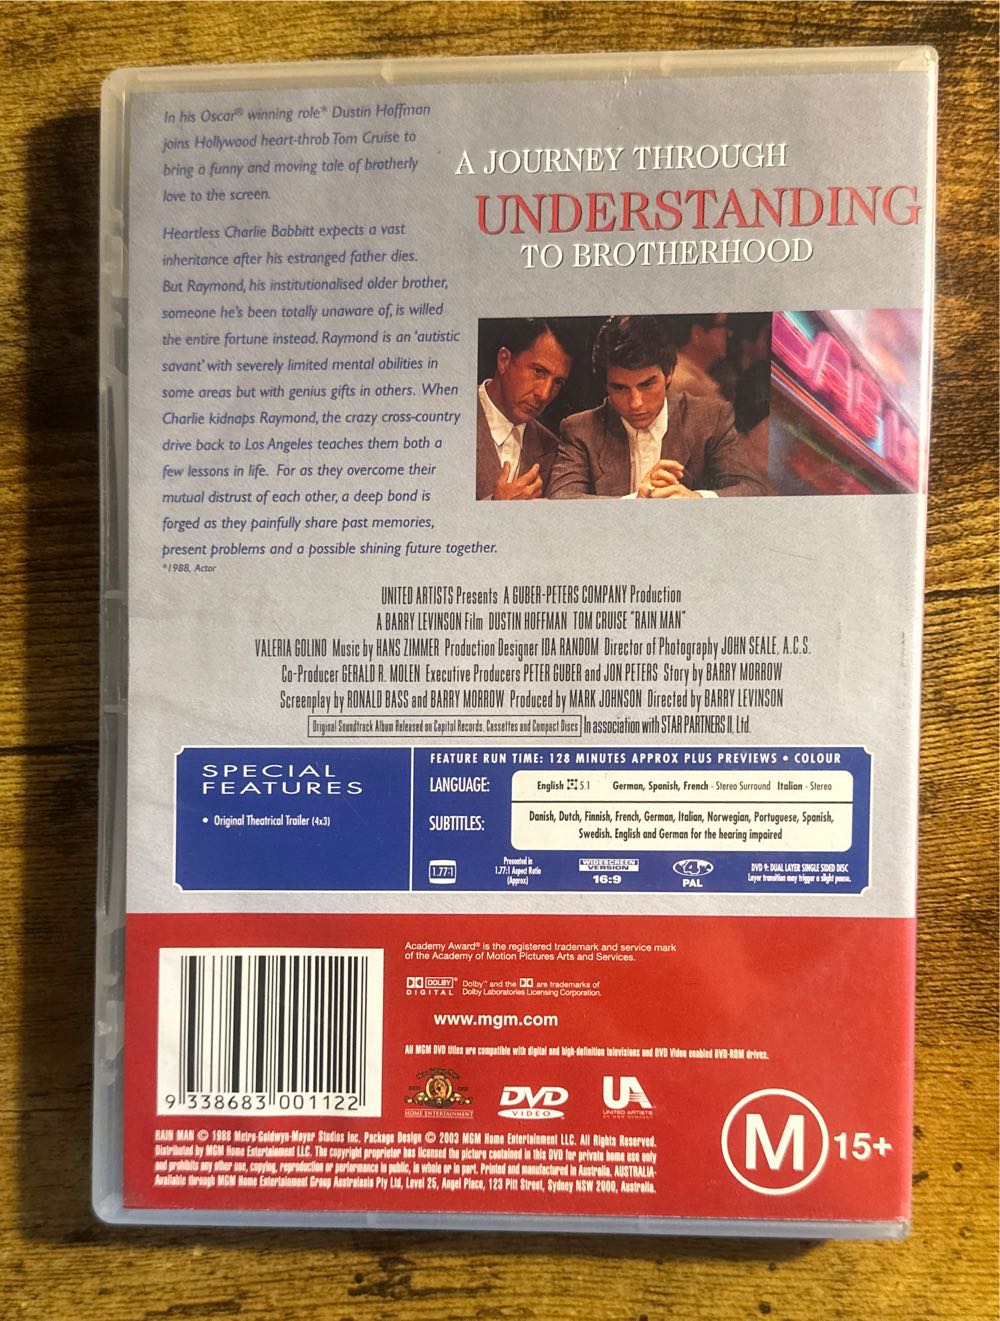 In his Oscar® winning role* Dustin Hoffman
joins Hollywood heart-throb Tom Cruise to
bring a funny and moving tale of brotherly
love to the screen.
Heartless Charlie Babbitt expects a vast
inheritance after his estranged father dies.
But Raymond, his institutionalised older brother,
someone he's been totally unaware of, is willed
the entire fortune instead. Raymond is an 'autistic
savant' with severely limited mental abilities in
some areas but with genius gifts in others. When
Charlie kidnaps Raymond, the crazy cross-country
drive back to Los Angeles teaches them both a
few lessons in life. For as they overcome their
mutual distrust of each other, a deep bond is
forged as they painfully share past memories,
present problems and a possible shining future together.
*1988, Actor
A JOURNEY THROUGH
UNDERSTANDING
TO BROTHERHOOD
UNITED ARTISTS Presents A GUBER-PETERS COMPANY Production
A BARRY LEVINSON Film DUSTIN HOFFMAN TOM CRUISE "RAIN MAN"
VALERIA GOLINO Music by HANS ZIMMER Production Designer IDA RANDOM Director of Photography JOHN SEALE, A.C.S.
Co-Producer GERALD R. MOLEN Executive Producers PETER GUBER and JON PETERS Story by BARRY MORROW
Screenplay by RONALD BASS and BARRY MORROW Produced by MARK JOHNSON Directed by BARRY LEVINSON
Original Soundtrack Album Released on Capitol Records, Cassettes and Compact Discs In association with STAR PARTNERS II, Ltd.
SPECIAL
FEATURES
• Original Theatrical Trailer (4x3)
FEATURE RUN TIME: 128 MINUTES APPROX PLUS PREVIEWS • COLOUR
LANGUAGE:
English 5.1 German, Spanish, French - Stereo Surround Italian - Stereo
SUBTITLES:
Danish, Dutch, Finnish, French, German, Italian, Norwegian, Portuguese, Spanish,
Swedish. English and German for the hearing impaired
1.77:1
Presented in
1.77:1 Aspect Ratio
(Approx)
WIDESCREEN
VERSION
16:9
4
PAL
DVD 9: DUAL LAYER SINGLE SIDED DISC
Layer transition may trigger a slight pause.
Academy Award® is the registered trademark and service mark
of the Academy of Motion Pictures Arts and Sciences.
DOLBY®
DIGITAL
Dolby™ and the are trademarks of
Dolby Laboratories Licensing Corporation.
www.mgm.com
All MGM DVD titles are compatible with digital and high-definition televisions and DVD Video enabled DVD-ROM drives.
HOME ENTERTAINMENT
DVD
VIDEO
UA
UNITED ARTISTS
9 338683 001122
RAIN MAN © 1988 Metro-Goldwyn-Mayer Studios Inc. Package Design © 2003 MGM Home Entertainment LLC. All Rights Reserved.
Distributed by MGM Home Entertainment LLC. The copyright proprietor has licensed the picture contained in this DVD for private home use only
and prohibits any other use, copying, reproduction or performance in public, in whole or in part. Printed and manufactured in Australia. AUSTRALIA-
Available through MGM Home Entertainment Group Australasia Pty Ltd, Level 25, Angel Place, 123 Pitt Street, Sydney NSW 2000, Australia.
M 15+